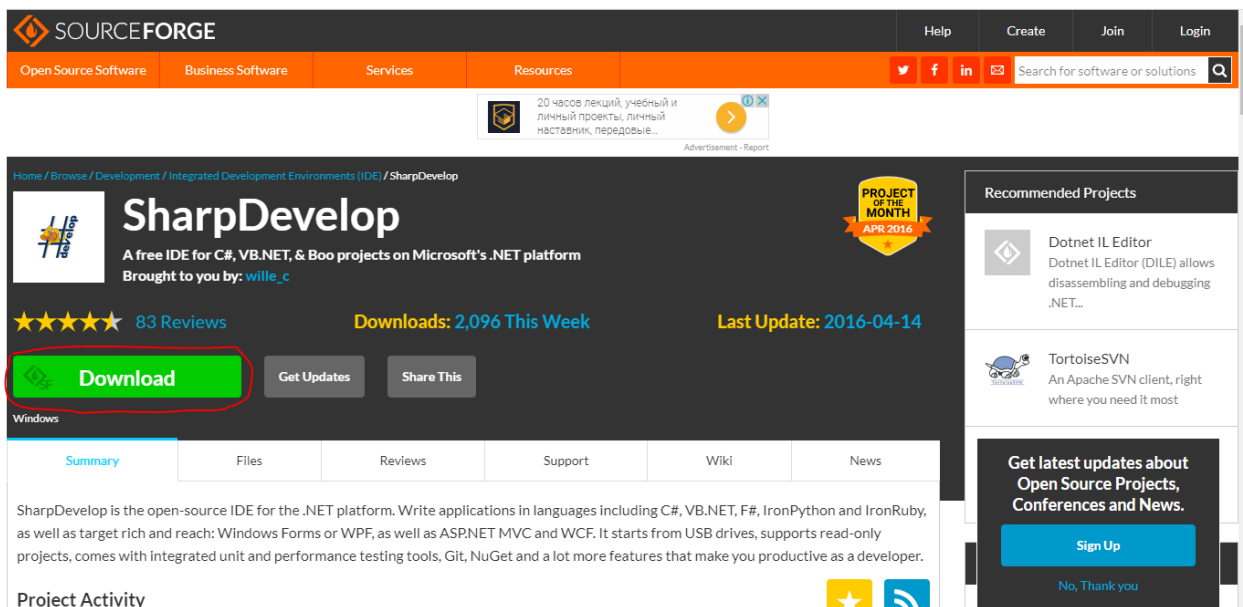 SOURCEFORGE
Help
Create
Join
Login
Open Source Software
Business Software
Services
Resources
Search for software or solutions
20 часов лекций, учебный и
личный проекты, личный
наставник, передовые...
Advertisement - Report
Home / Browse / Development / Integrated Development Environments (IDE) / SharpDevelop
SharpDevelop
A free IDE for C#, VB.NET, & Boo projects on Microsoft's .NET platform
Brought to you by: wille_c
PROJECT
OF THE
MONTH
APR 2016
83 Reviews
Downloads: 2,096 This Week
Last Update: 2016-04-14
SF
Download
Get Updates
Share This
Windows
Summary
Files
Reviews
Support
Wiki
News
SharpDevelop is the open-source IDE for the .NET platform. Write applications in languages including C#, VB.NET, F#, IronPython and IronRuby,
as well as target rich and reach: Windows Forms or WPF, as well as ASP.NET MVC and WCF. It starts from USB drives, supports read-only
projects, comes with integrated unit and performance testing tools, Git, NuGet and a lot more features that make you productive as a developer.
Project Activity
Recommended Projects
Dotnet IL Editor
Dotnet IL Editor (DILE) allows
disassembling and debugging
.NET...
TortoiseSVN
TortoiseSVN
An Apache SVN client, right
where you need it most
Get latest updates about
Open Source Projects,
Conferences and News.
Sign Up
No, Thank you